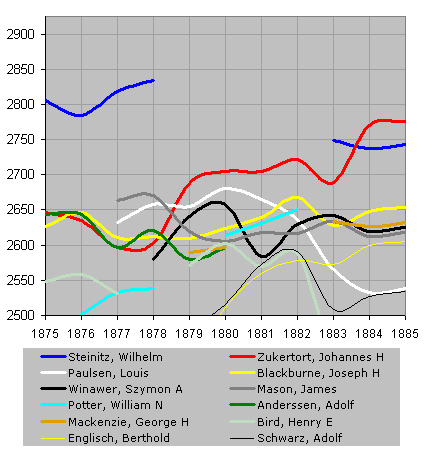 2900
2850
2800
2750
2700
2650
2600
2550
2500
1875 1876 1877 1878 1879 1880 1881 1882 1883 1884 1885
Steinitz, Wilhelm Zukertort, Johannes H
Paulsen, Louis Blackburne, Joseph H
Winawer, Szymon A Mason, James
Potter, William N Anderssen, Adolf
Mackenzie, George H Bird, Henry E
Englisch, Berthold Schwarz, Adolf